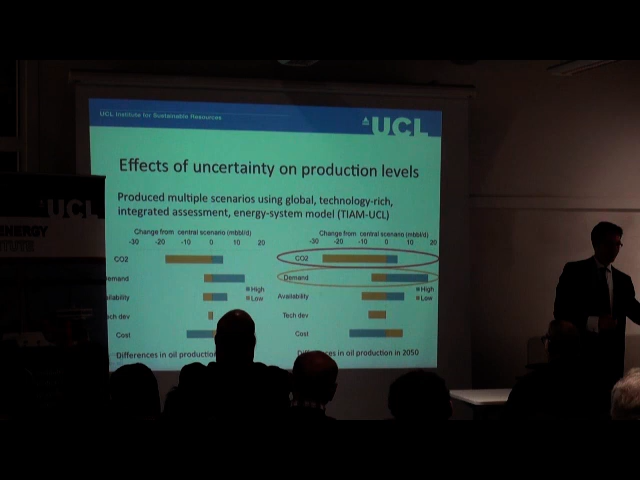 UCL Institute for Sustainable Resources
UCL
Effects of uncertainty on production levels
Produced multiple scenarios using global, technology-rich,
integrated assessment, energy-system model (TIAM-UCL)
Change from central scenario (mbbl/d)
-30 -20 -10 0 10 20
CO2
Demand
Availability
Tech dev
Cost
High
Low
Differences in oil production
Change from central scenario (mbbl/d)
-30 -20 -10 0 10 20
CO2
Demand
Availability
Tech dev
Cost
High
Low
Differences in oil production in 2050
UCL
ENERGY